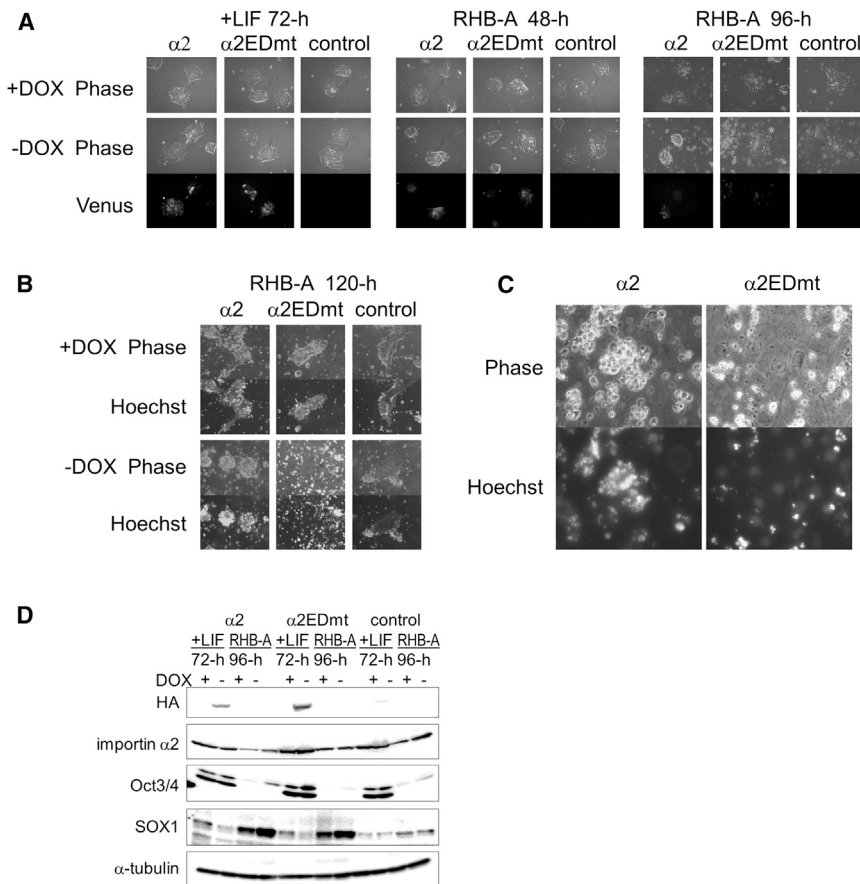 A
+LIF 72-h RHB-A 48-h RHB-A 96-h
α2 α2EDmt control α2 α2EDmt control α2 α2EDmt control
+DOX Phase
-DOX Phase
Venus
B
RHB-A 120-h
α2 α2EDmt control
+DOX Phase
Hoechst
-DOX Phase
Hoechst
C
α2 α2EDmt
Phase
Hoechst
D
α2 α2EDmt control
+LIF RHB-A +LIF RHB-A +LIF RHB-A
72-h 96-h 72-h 96-h 72-h 96-h
DOX + - + - + - + - + - + -
HA
importin α2
Oct3/4
SOX1
α-tubulin